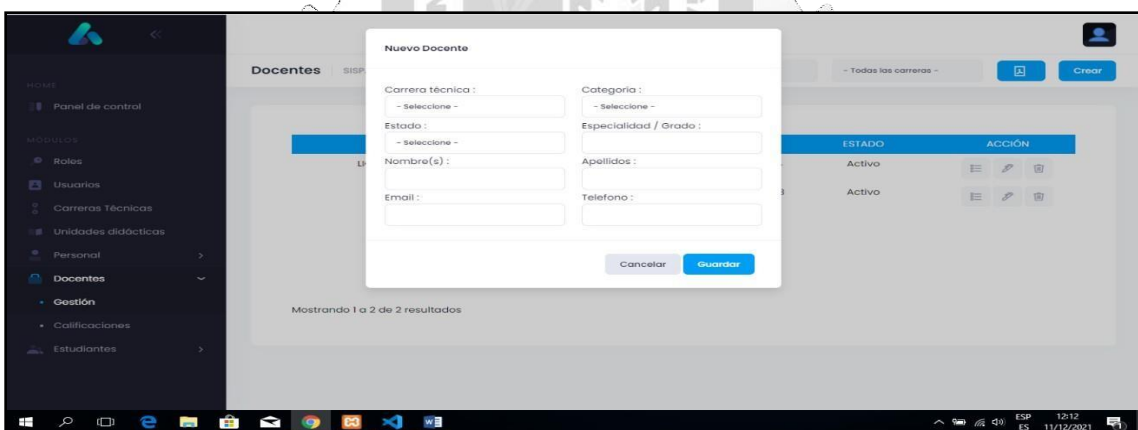 Nuevo Docente
Docentes
- Todas las carreras -
Crear
HOME
Panel de control
MÓDULOS
Roles
Usuarios
Carreras Técnicas
Unidades didácticas
Personal
Docentes
Gestión
Calificaciones
Estudiantes
Carrera técnica :
- Seleccione -
Categoria :
- Seleccione -
Estado :
- Seleccione -
Especialidad / Grado :
Nombre(s) :
Apellidos :
Email :
Telefono :
Cancelar
Guardar
ESTADO
ACCIÓN
Activo
Activo
Mostrando 1 a 2 de 2 resultados
ESP
ES
12:12
11/12/2021